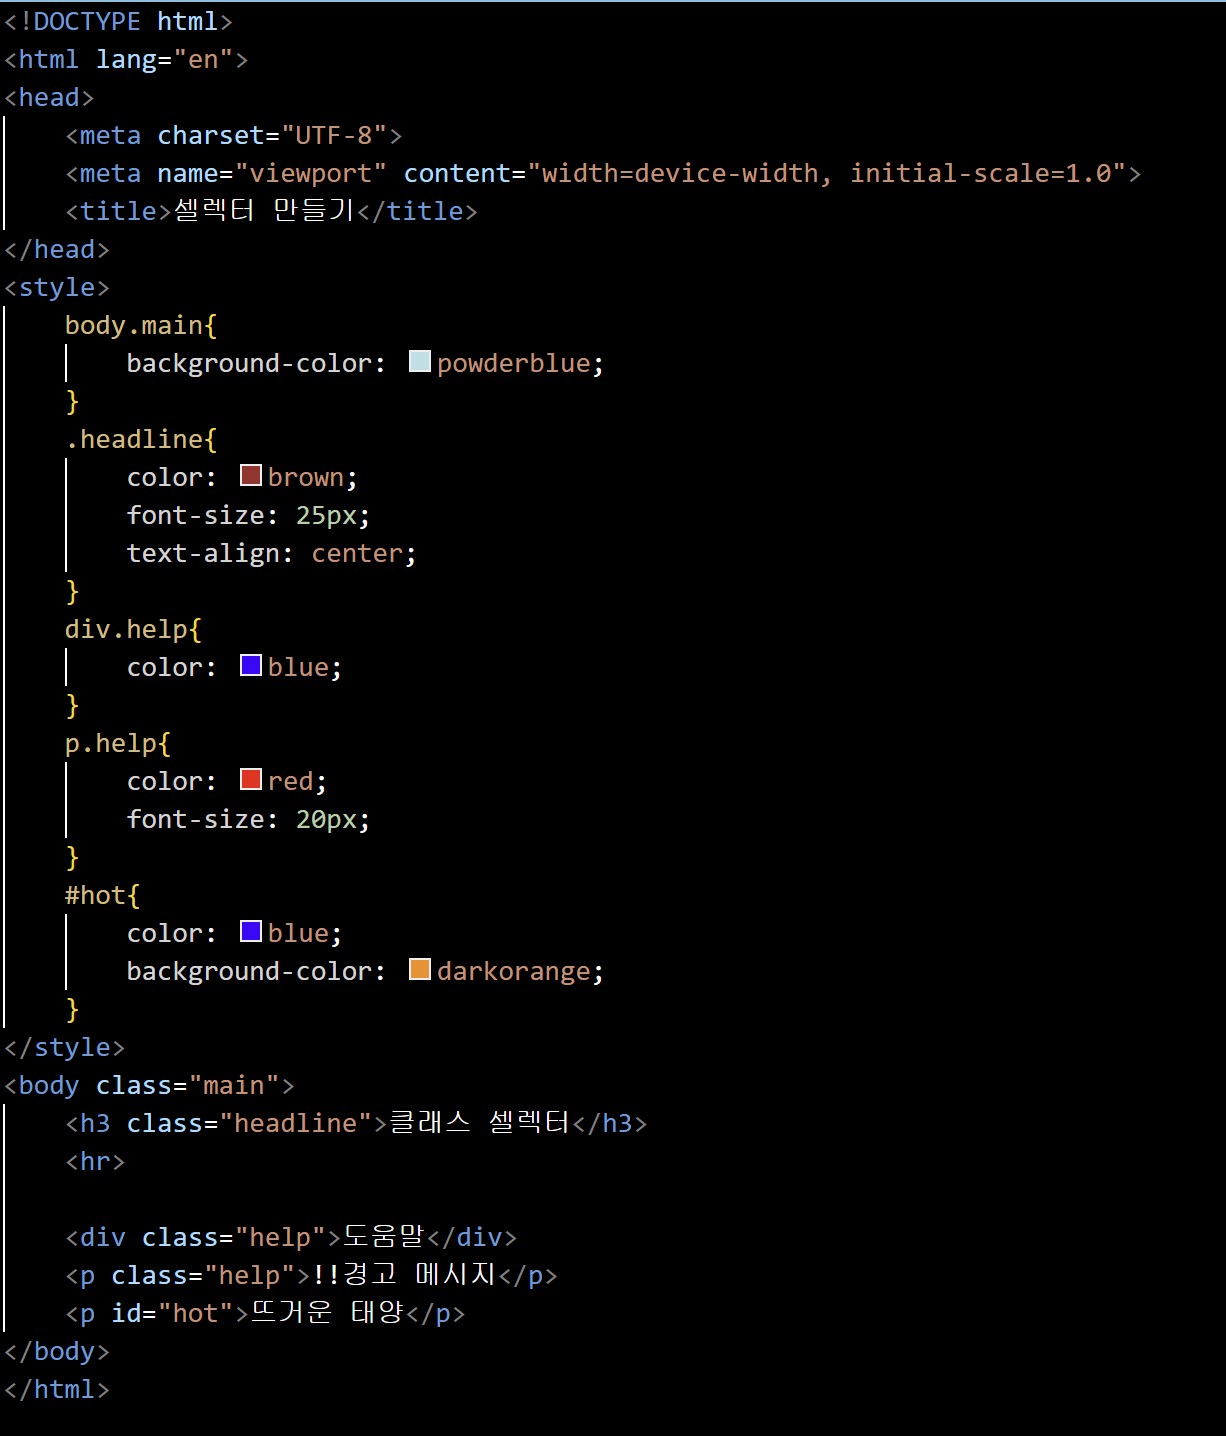 <!DOCTYPE html>
<html lang="en">
<head>
    <meta charset="UTF-8">
    <meta name="viewport" content="width=device-width, initial-scale=1.0">
    <title>셀렉터 만들기</title>
</head>
<style>
    body.main{
        background-color: powderblue;
    }
    .headline{
        color: brown;
        font-size: 25px;
        text-align: center;
    }
    div.help{
        color: blue;
    }
    p.help{
        color: red;
        font-size: 20px;
    }
    #hot{
        color: blue;
        background-color: darkorange;
    }
</style>
<body class="main">
    <h3 class="headline">클래스 셀렉터</h3>
    <hr>

    <div class="help">도움말</div>
    <p class="help">!!경고 메시지</p>
    <p id="hot">뜨거운 태양</p>
</body>
</html>